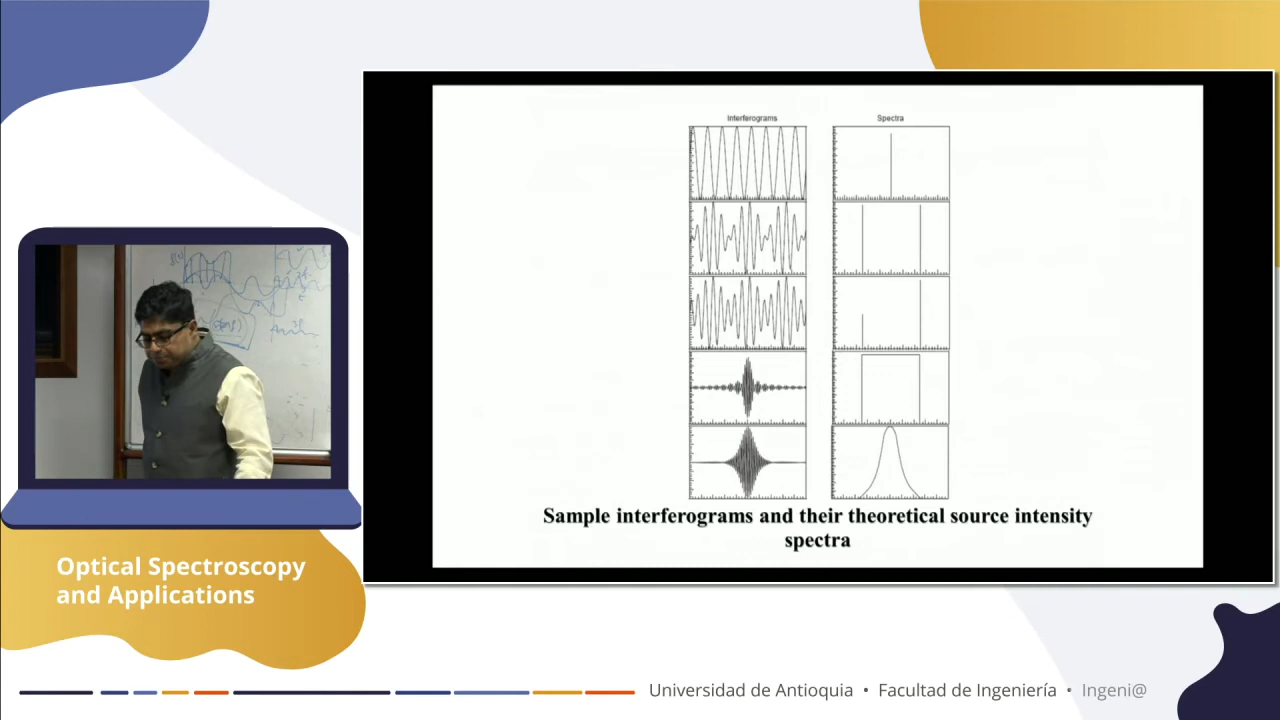 Interferograms
Spectra
Sample interferograms and their theoretical source intensity
spectra
Optical Spectroscopy
and Applications
Universidad de Antioquia • Facultad de Ingeniería • Ingeni@